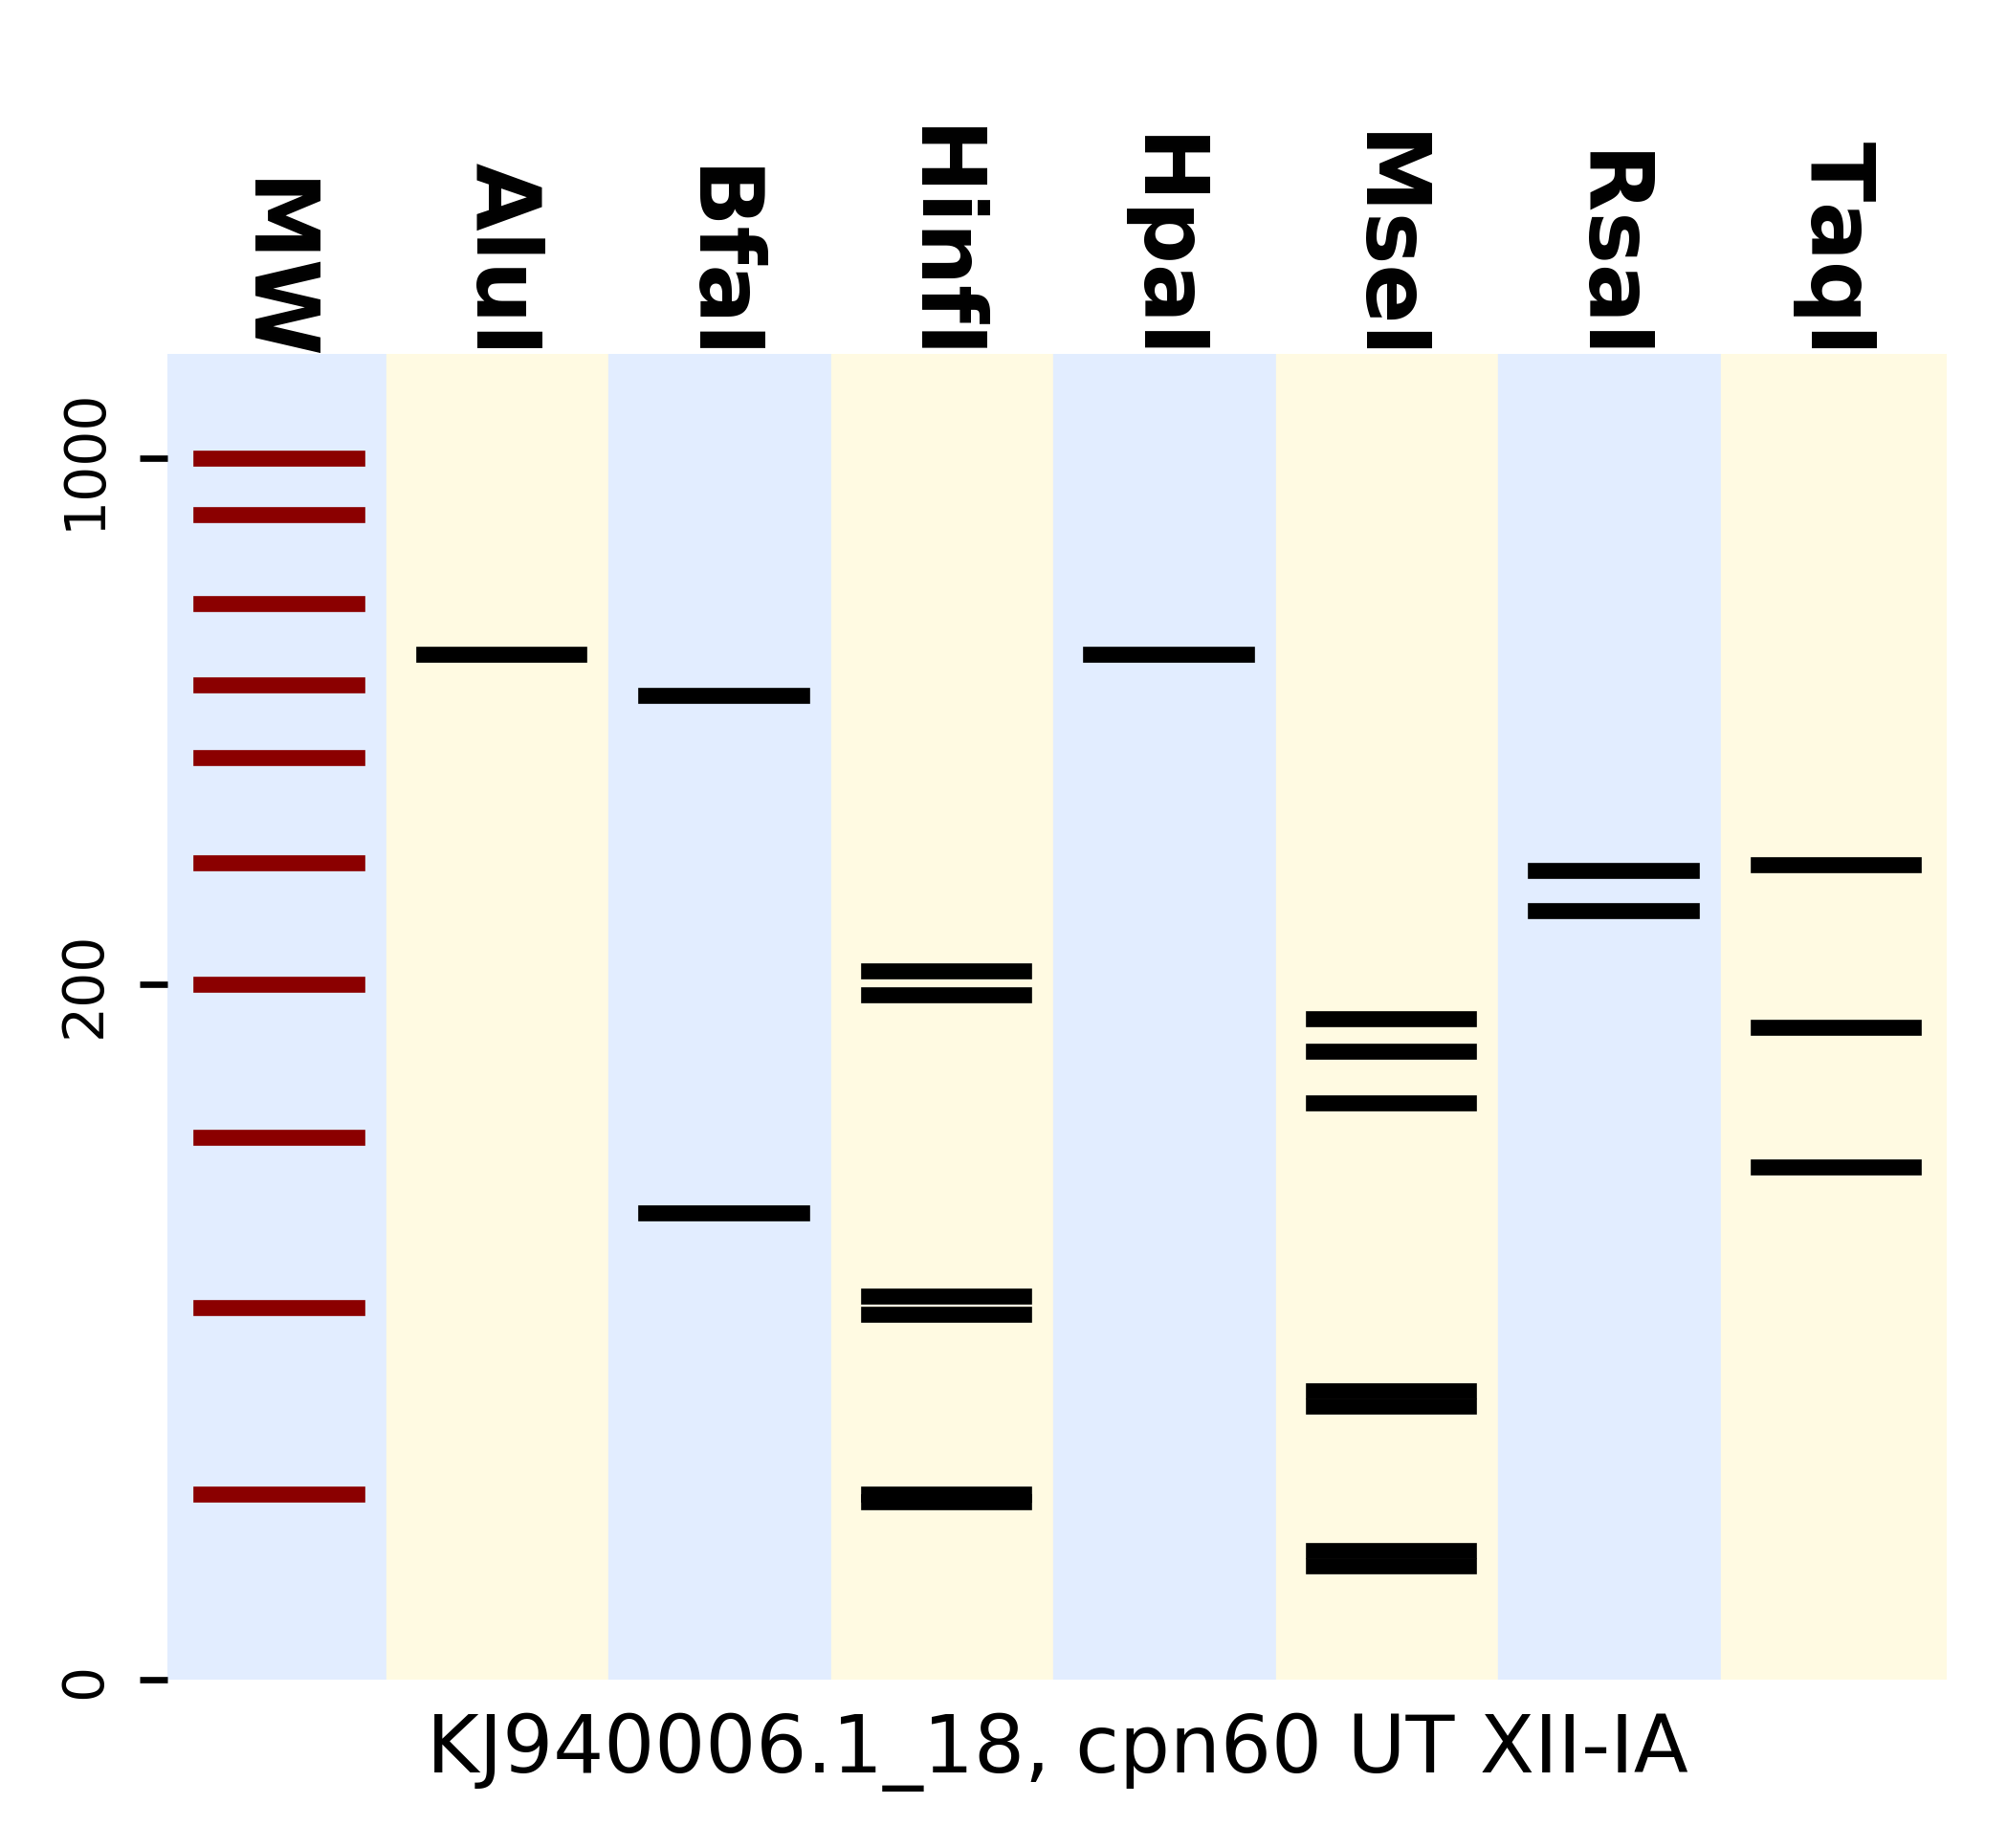 MW AluI BfaI HinfI HpaI MseI RsaI TaqI
1000
200
0
KJ940006.1_18, cpn60 UT XII-IA